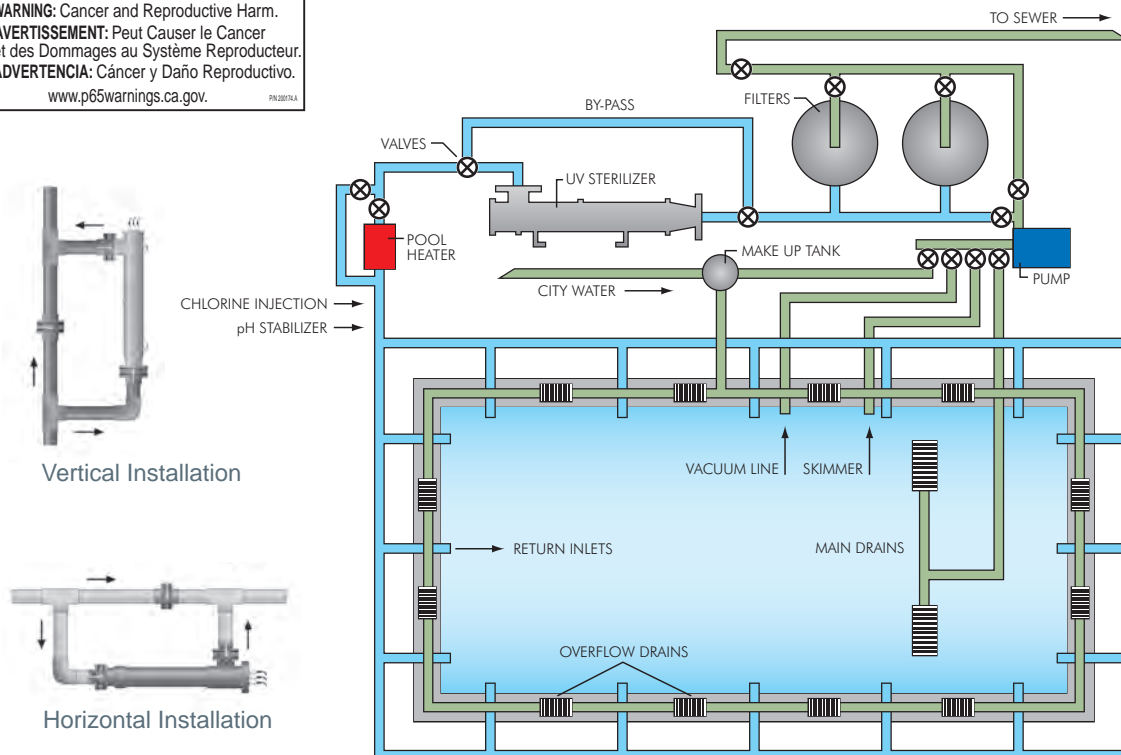 WARNING: Cancer and Reproductive Harm.
AVERTISSEMENT: Peut Causer le Cancer
et des Dommages au Système Reproducteur.
ADVERTENCIA: Cáncer y Daño Reproductivo.
www.p65warnings.ca.gov.
P/N 200174.A
TO SEWER
FILTERS
BY-PASS
VALVES
UV STERILIZER
POOL
HEATER
MAKE UP TANK
PUMP
CITY WATER
CHLORINE INJECTION
pH STABILIZER
Vertical Installation
VACUUM LINE
SKIMMER
RETURN INLETS
MAIN DRAINS
OVERFLOW DRAINS
Horizontal Installation